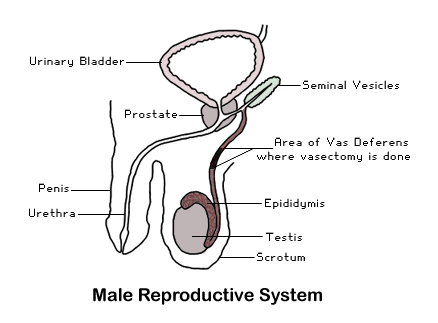 Urinary Bladder
Seminal Vesicles
Prostate
Area of Vas Deferens
where vasectomy is done
Penis
Urethra
Epididymis
Testis
Scrotum
Male Reproductive System